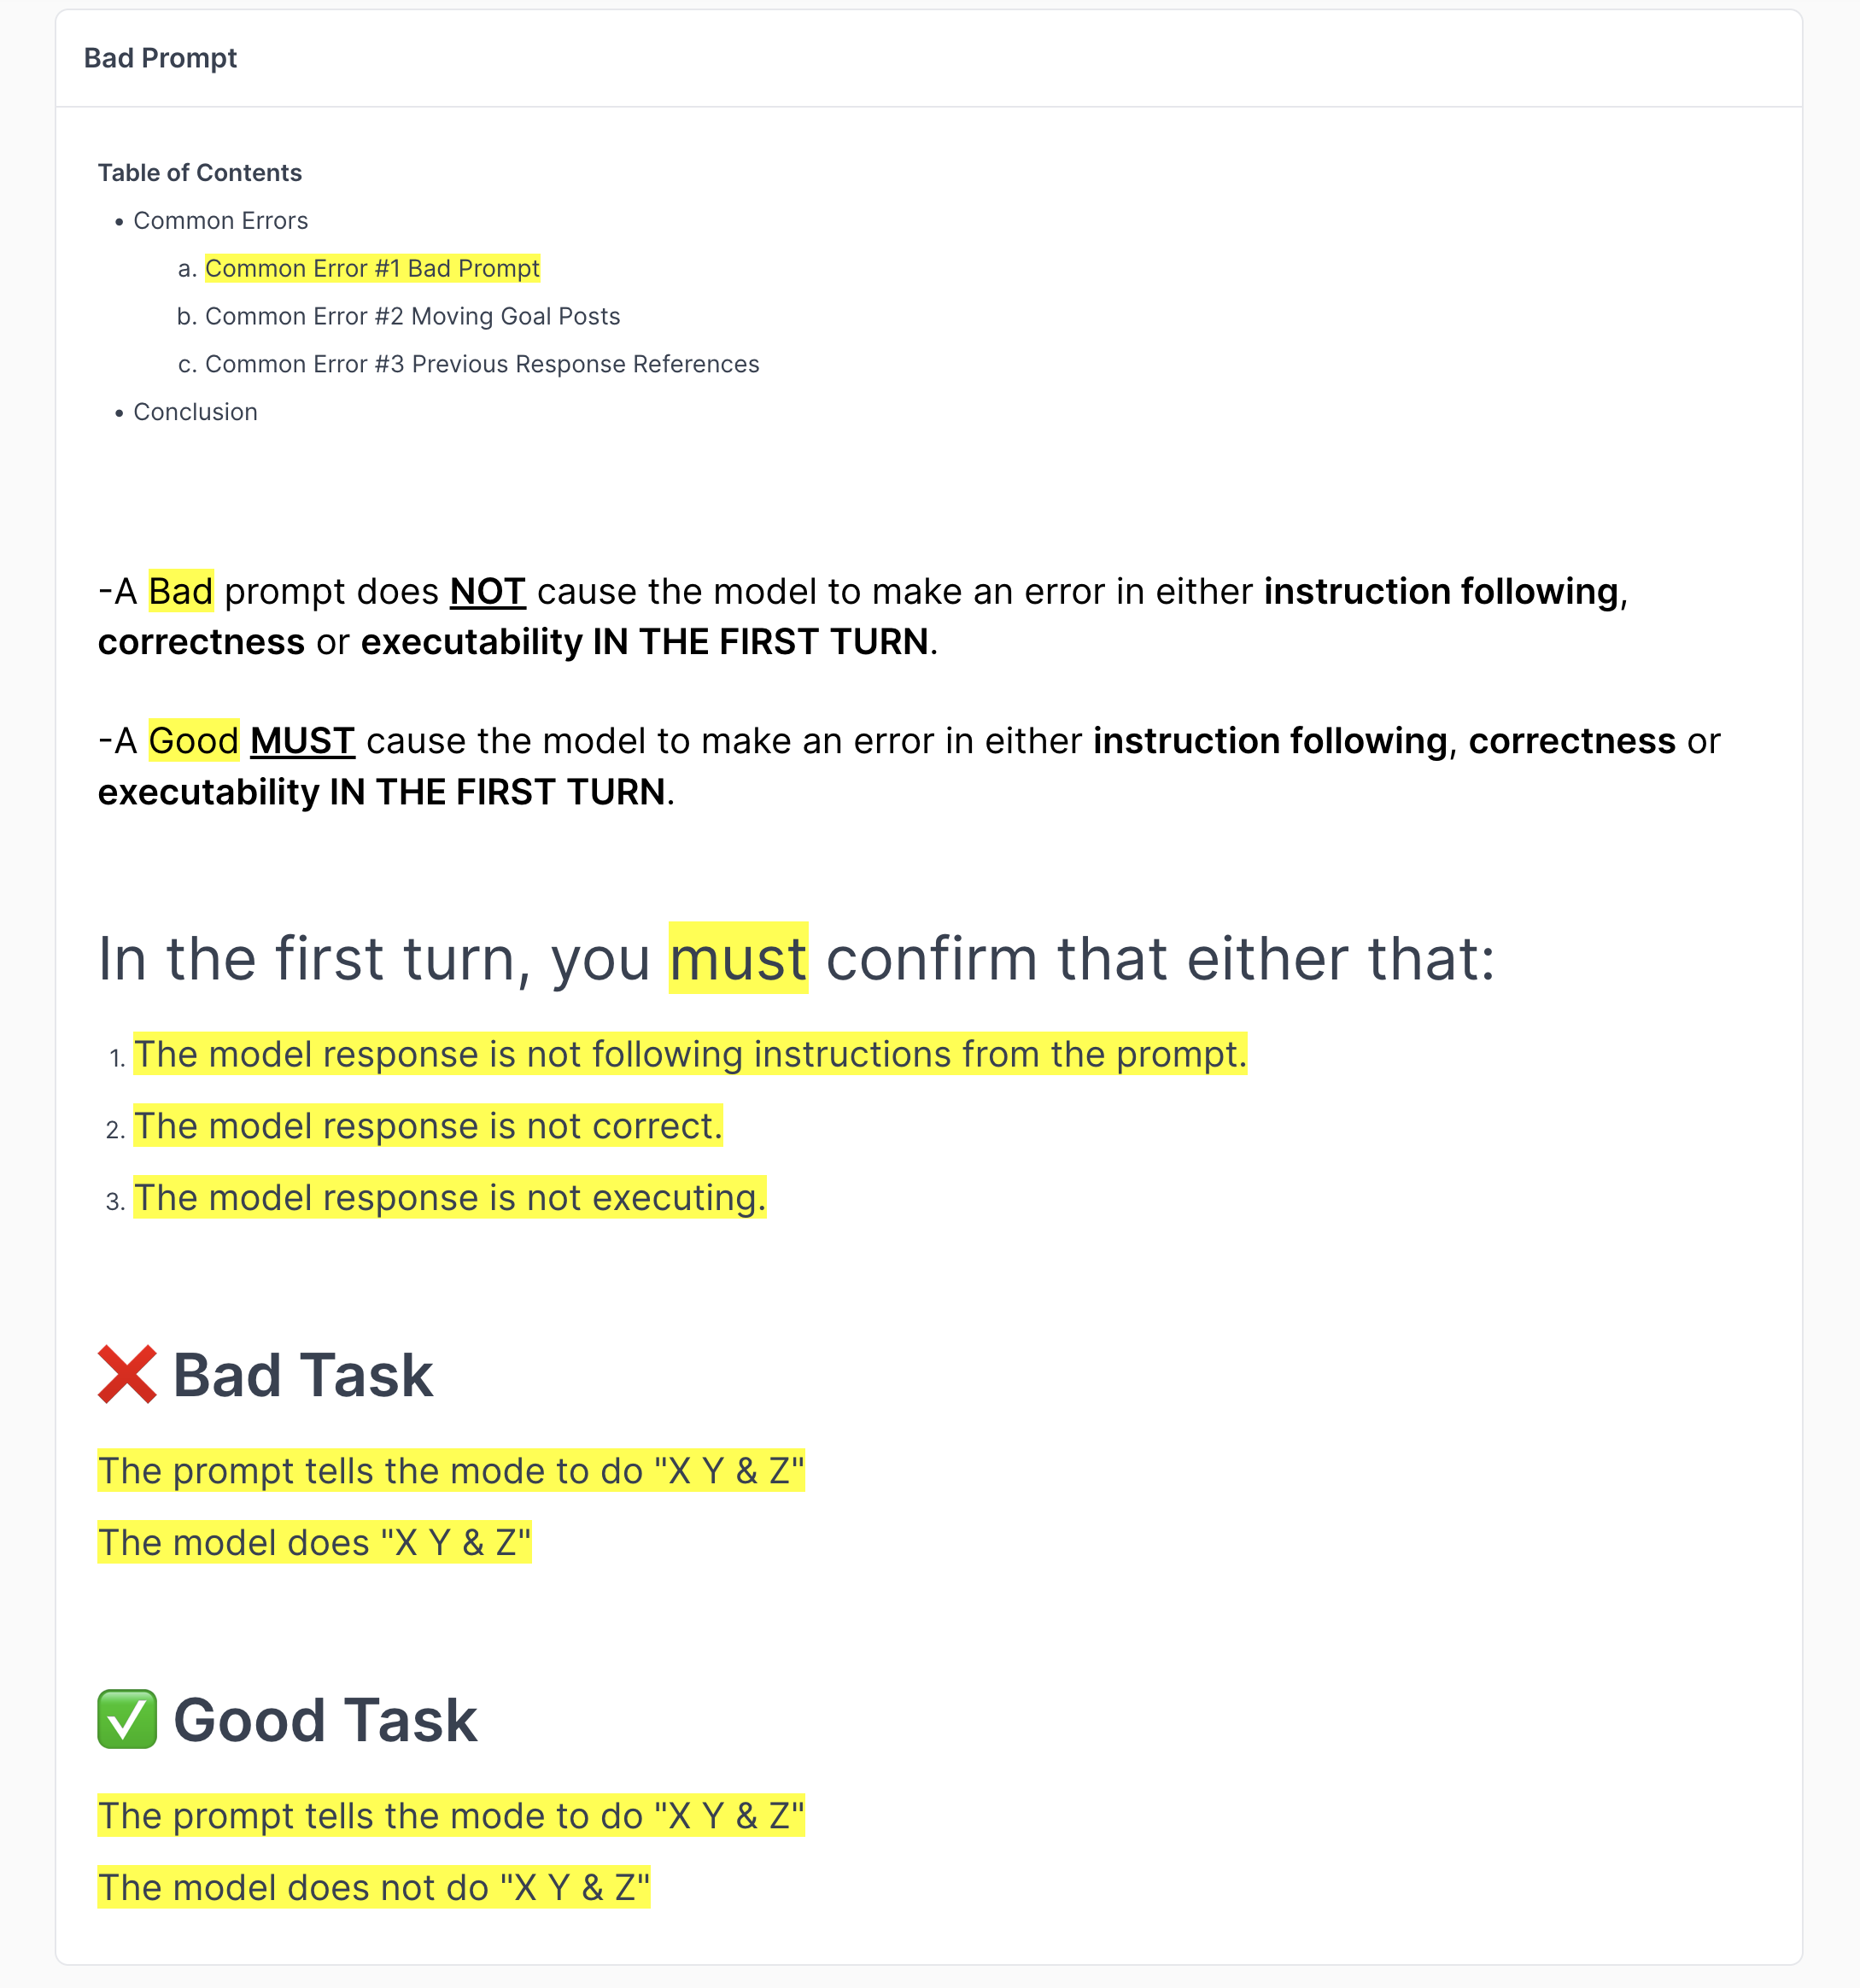 Bad Prompt
Table of Contents
• Common Errors
a. Common Error #1 Bad Prompt
b. Common Error #2 Moving Goal Posts
c. Common Error #3 Previous Response References
• Conclusion
-A Bad prompt does NOT cause the model to make an error in either instruction following,
correctness or executability IN THE FIRST TURN.
-A Good MUST cause the model to make an error in either instruction following, correctness or
executability IN THE FIRST TURN.
In the first turn, you must confirm that either that:
1. The model response is not following instructions from the prompt.
2. The model response is not correct.
3. The model response is not executing.
❌ Bad Task
The prompt tells the mode to do "X Y & Z"
The model does "X Y & Z"
✅ Good Task
The prompt tells the mode to do "X Y & Z"
The model does not do "X Y & Z"